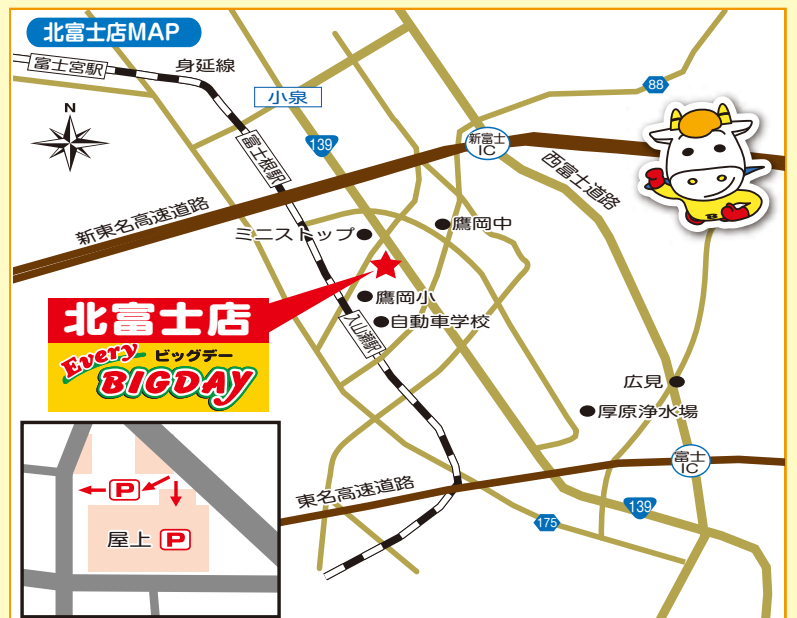 北富士店MAP
富士宮駅
身延線
N
小泉
富士根駅
139
88
新富士
IC
西富士道路
新東名高速道路
ミニストップ
鷹岡中
鷹岡小
自動車学校
入山瀬駅
北富士店
Every ビッグデー
BIGDAY
B
広見
厚原浄水場
富士
IC
東名高速道路
139
175
P
屋上 P